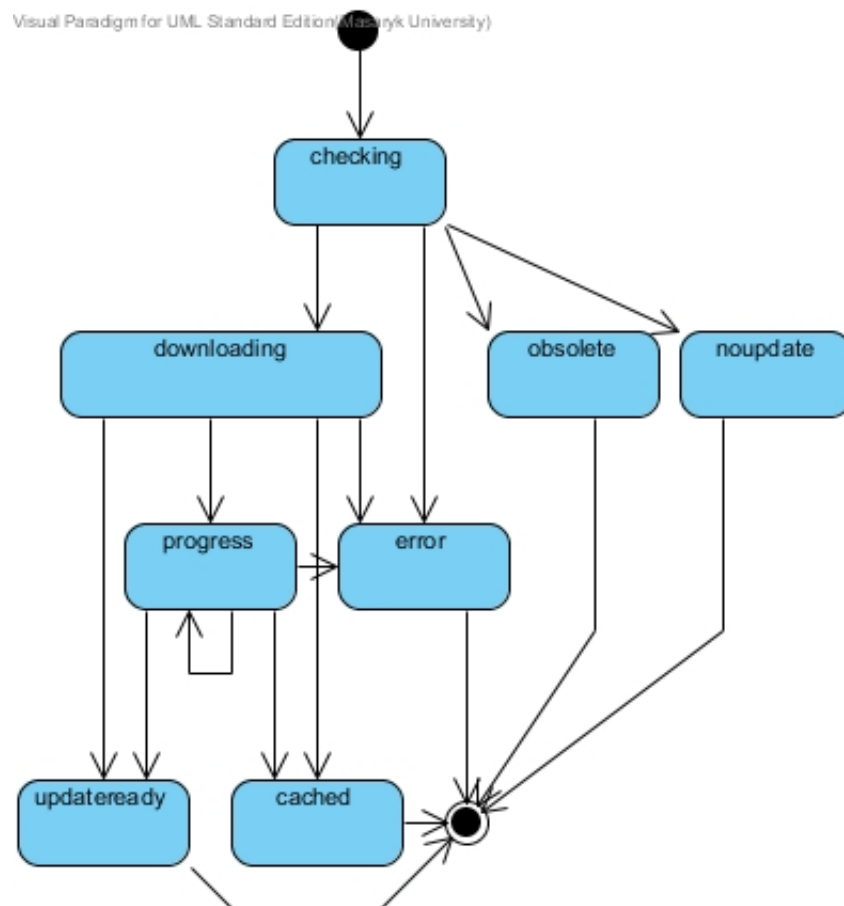 Visual Paradigm for UML Standard Edition(Masaryk University)
checking
downloading
obsolete
noupdate
progress
error
updateready
cached